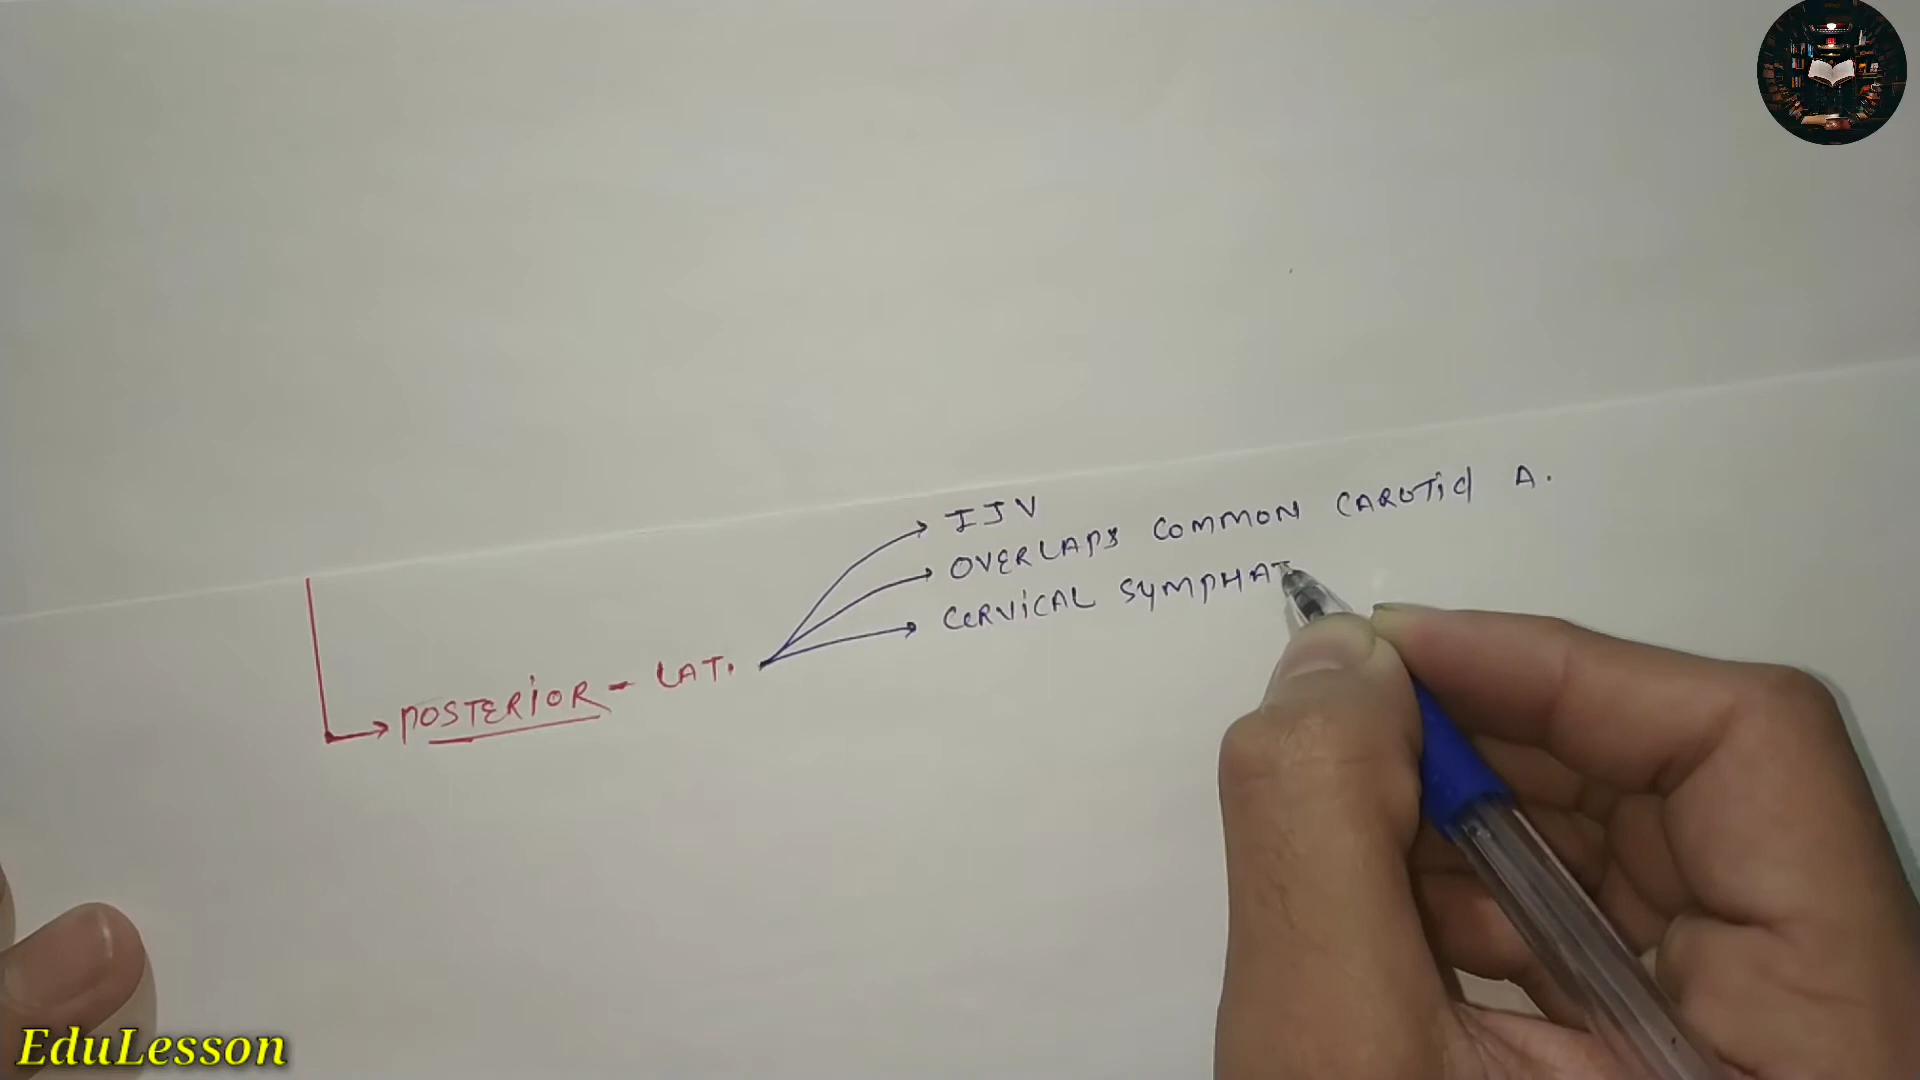 IJV
OVERLAPS COMMON CAROTID A.
CERVICAL SYMPHAT
POSTERIOR - LAT.
EduLesson